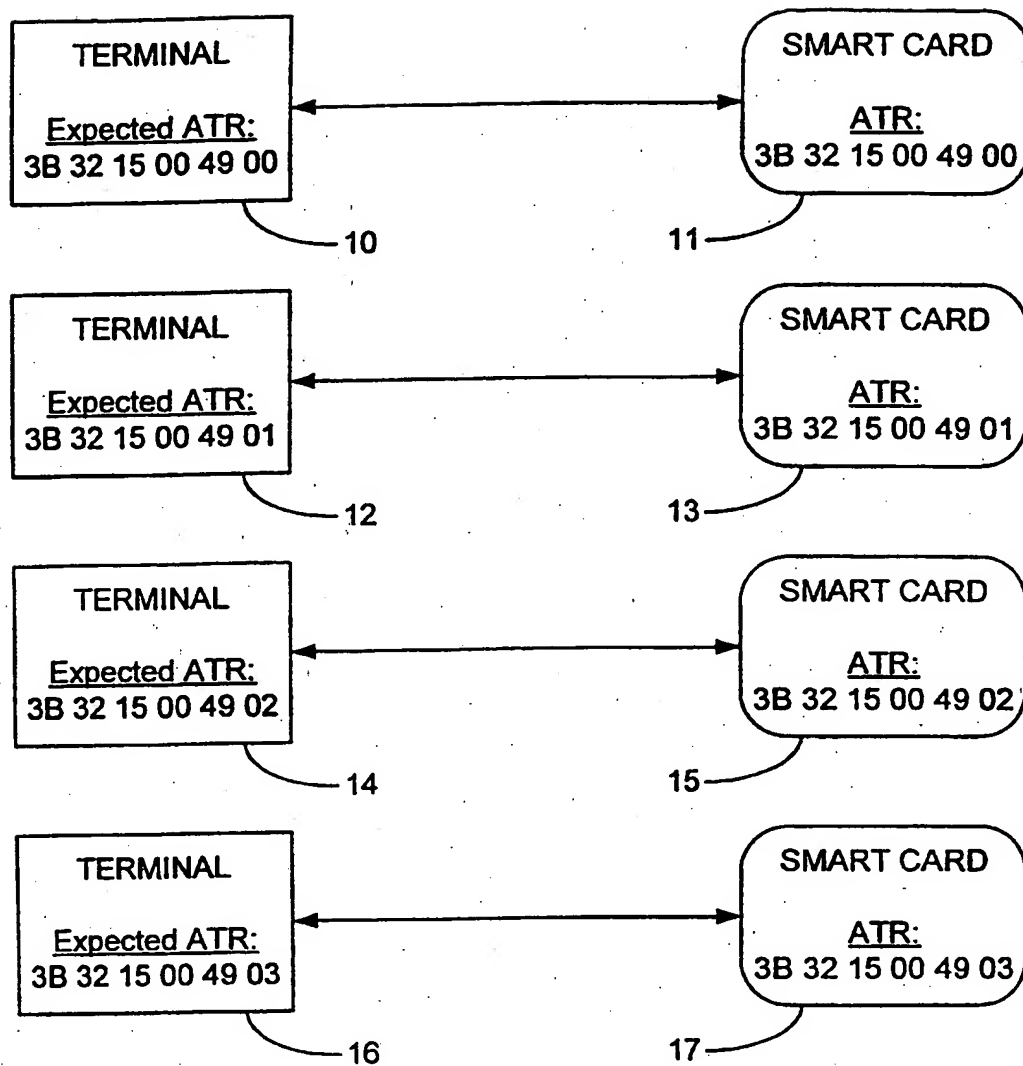 TERMINAL
Expected ATR:
3B 32 15 00 49 00
10
SMART CARD
ATR:
3B 32 15 00 49 00
11
TERMINAL
Expected ATR:
3B 32 15 00 49 01
12
SMART CARD
ATR:
3B 32 15 00 49 01
13
TERMINAL
Expected ATR:
3B 32 15 00 49 02
14
SMART CARD
ATR:
3B 32 15 00 49 02
15
TERMINAL
Expected ATR:
3B 32 15 00 49 03
16
SMART CARD
ATR:
3B 32 15 00 49 03
17